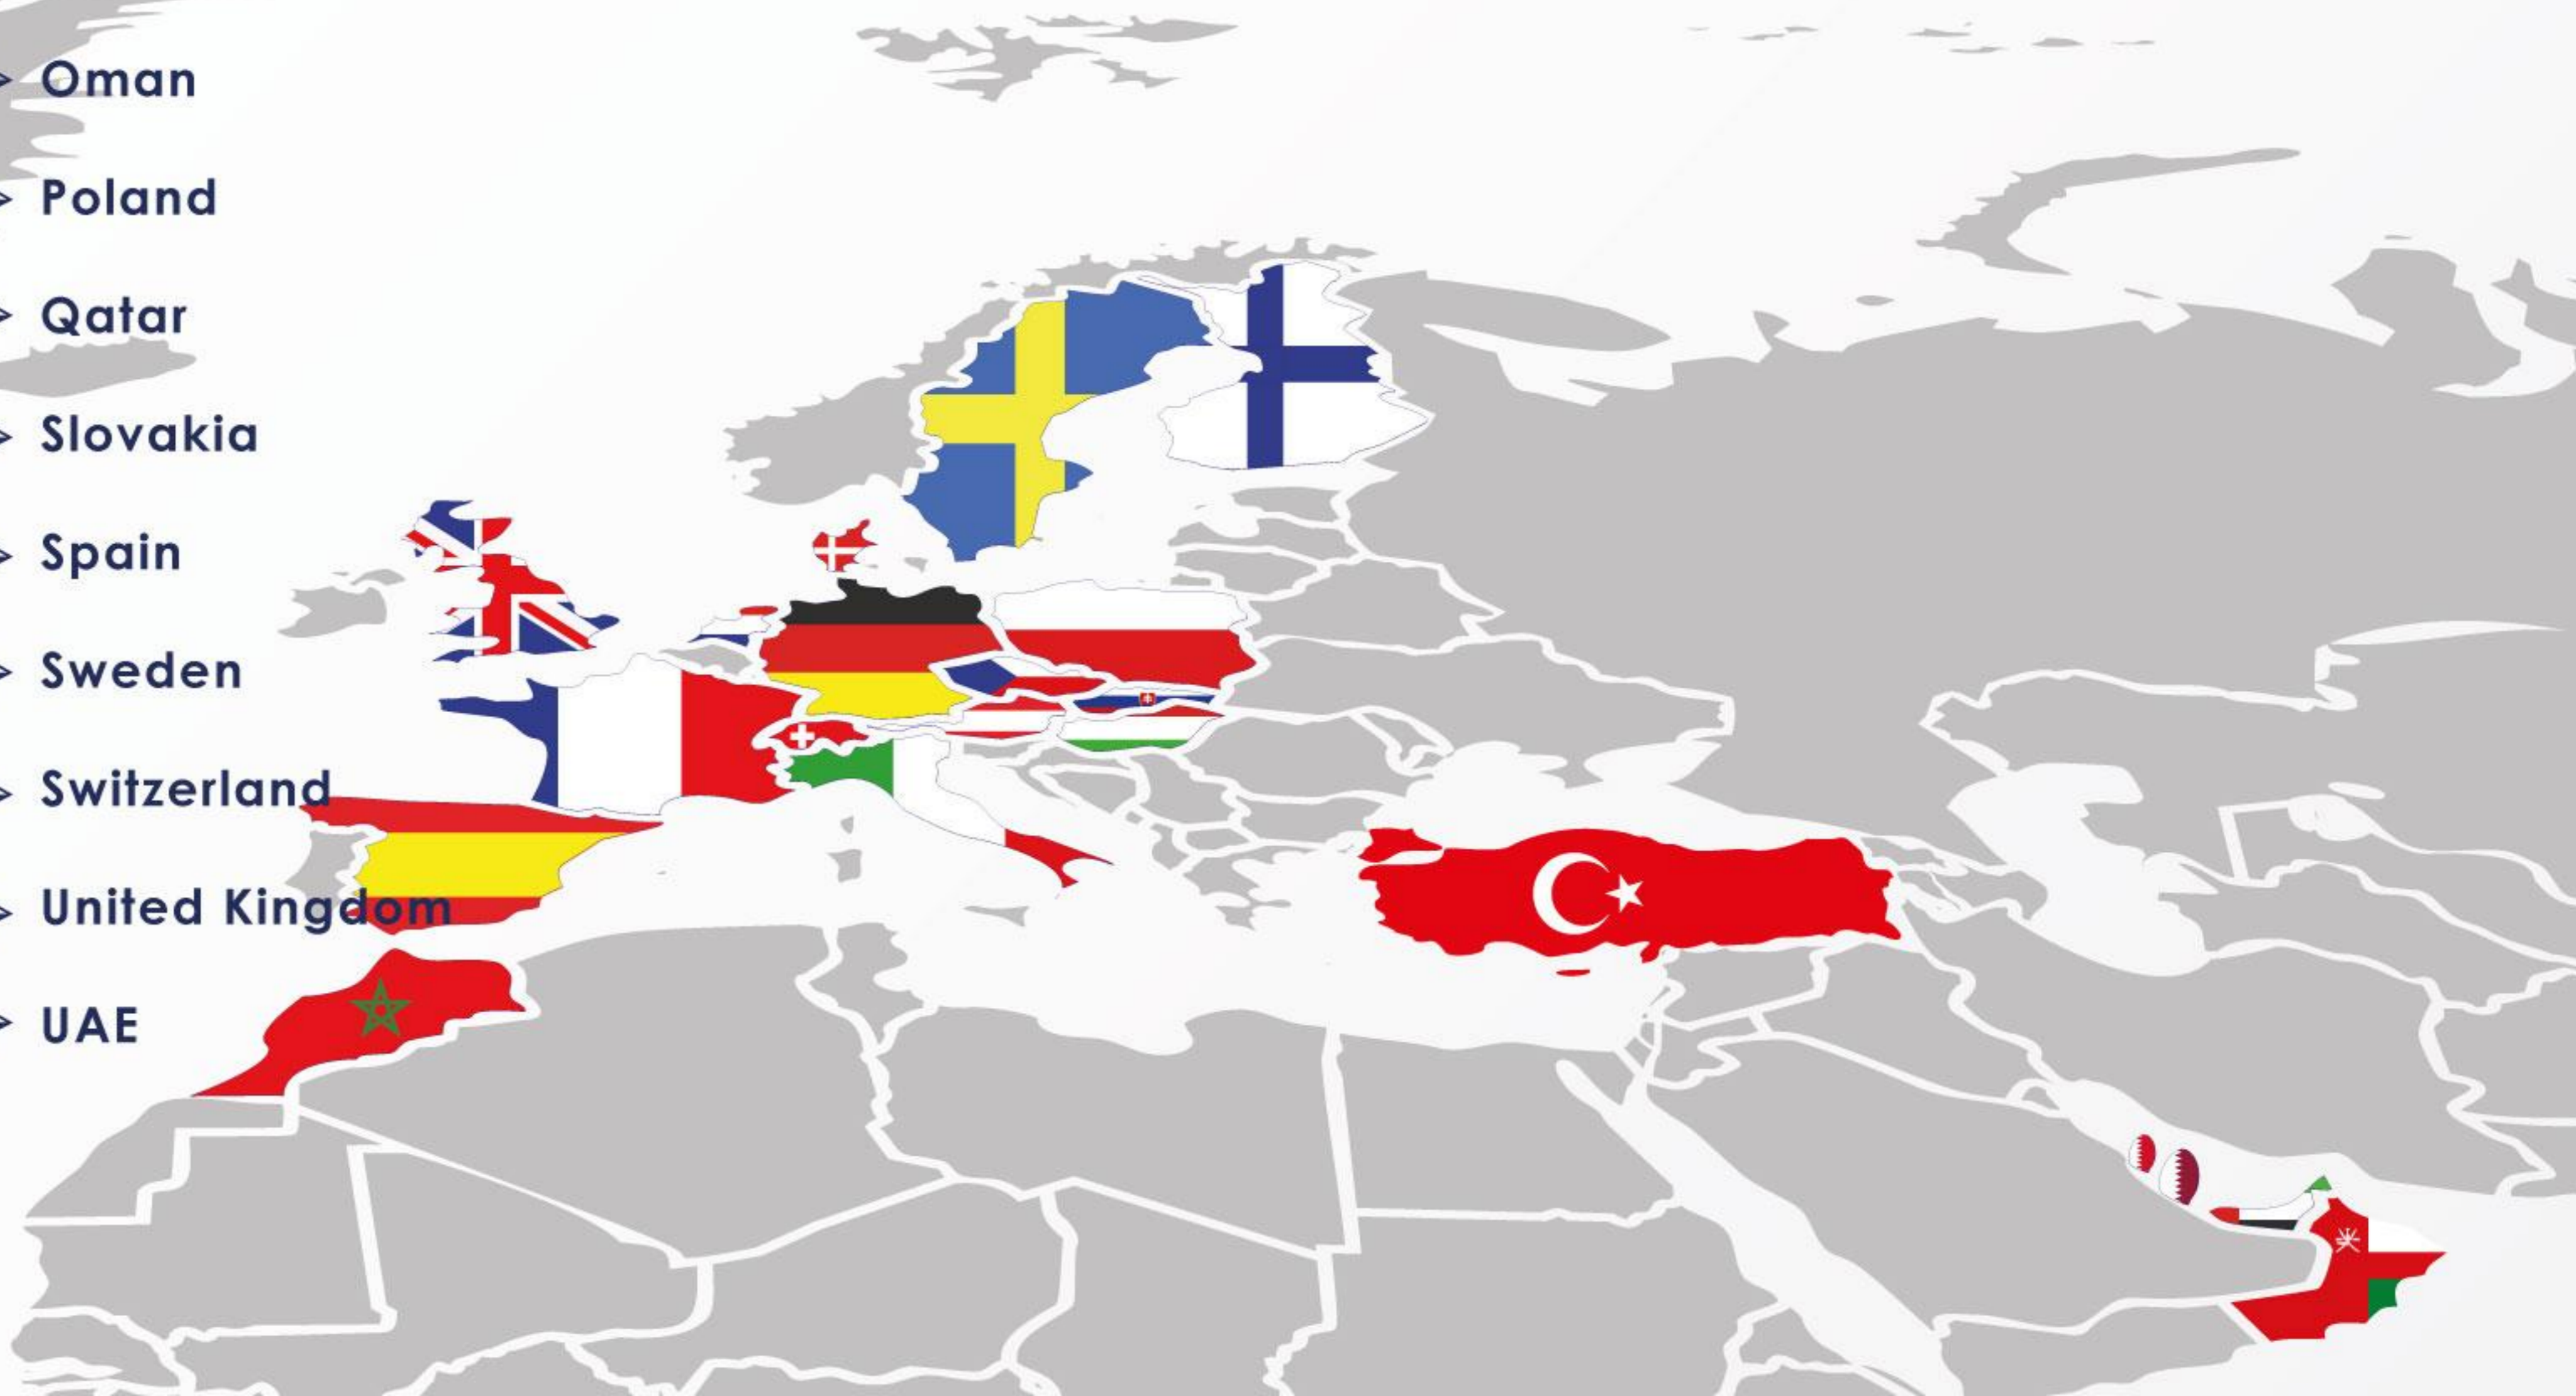 Oman
Poland
Qatar
Slovakia
Spain
Sweden
Switzerland
United Kingdom
UAE